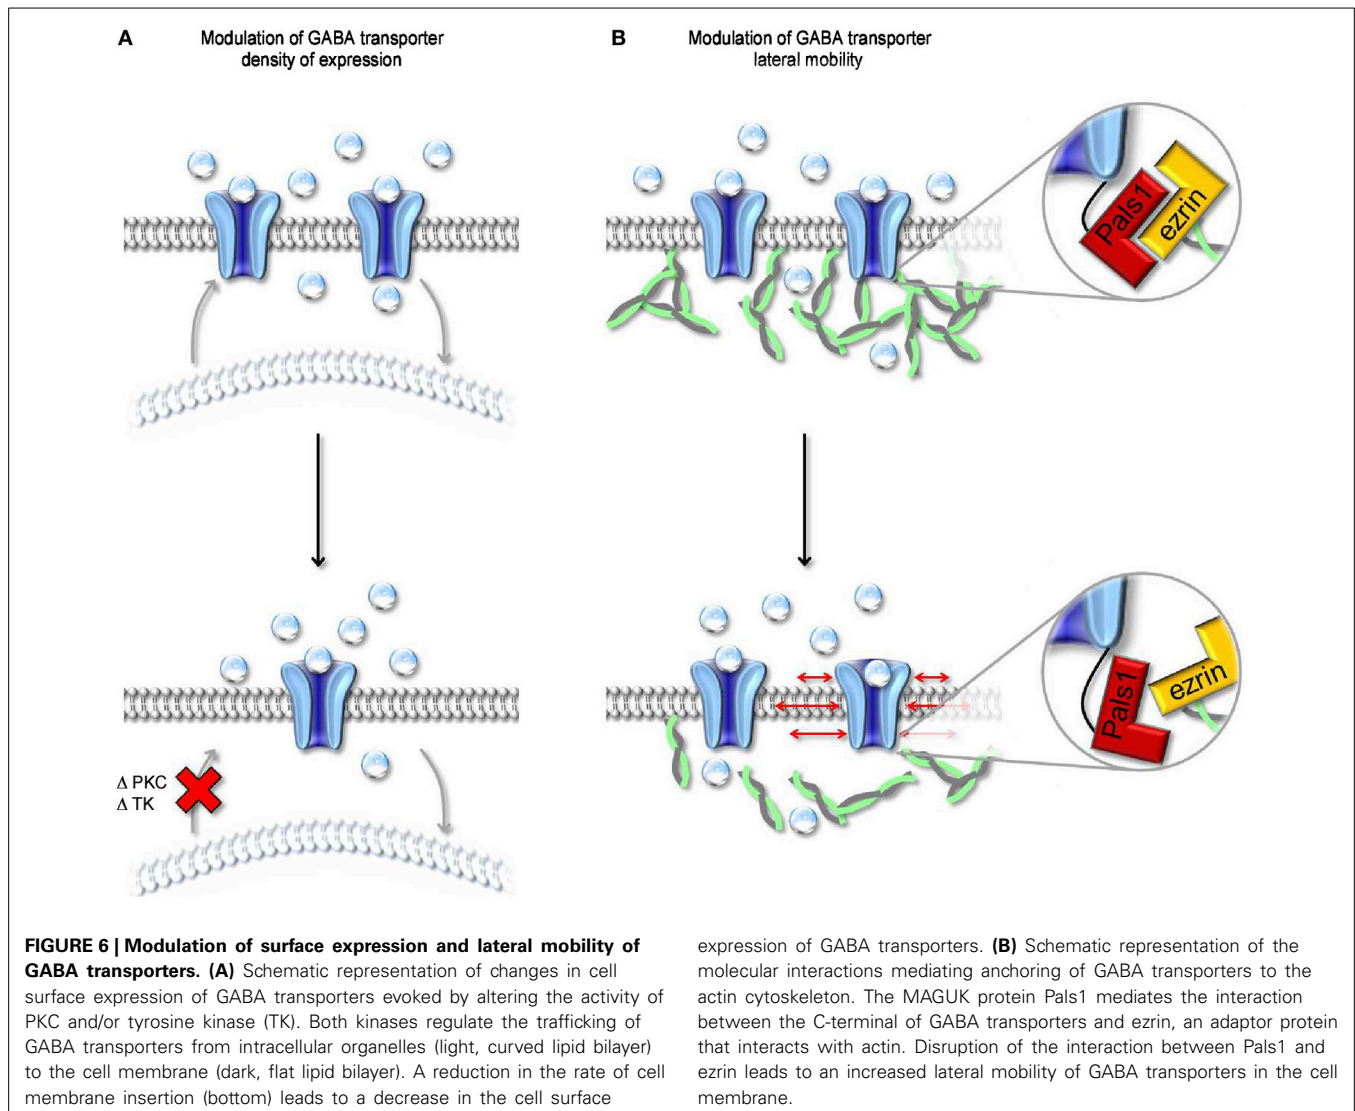 A
Modulation of GABA transporter
density of expression
B
Modulation of GABA transporter
lateral mobility
Pals1
ezrin
Δ PKC
Δ TK
Pals1
ezrin
FIGURE 6 | Modulation of surface expression and lateral mobility of
GABA transporters. (A) Schematic representation of changes in cell
surface expression of GABA transporters evoked by altering the activity of
PKC and/or tyrosine kinase (TK). Both kinases regulate the trafficking of
GABA transporters from intracellular organelles (light, curved lipid bilayer)
to the cell membrane (dark, flat lipid bilayer). A reduction in the rate of cell
membrane insertion (bottom) leads to a decrease in the cell surface
expression of GABA transporters. (B) Schematic representation of the
molecular interactions mediating anchoring of GABA transporters to the
actin cytoskeleton. The MAGUK protein Pals1 mediates the interaction
between the C-terminal of GABA transporters and ezrin, an adaptor protein
that interacts with actin. Disruption of the interaction between Pals1 and
ezrin leads to an increased lateral mobility of GABA transporters in the cell
membrane.